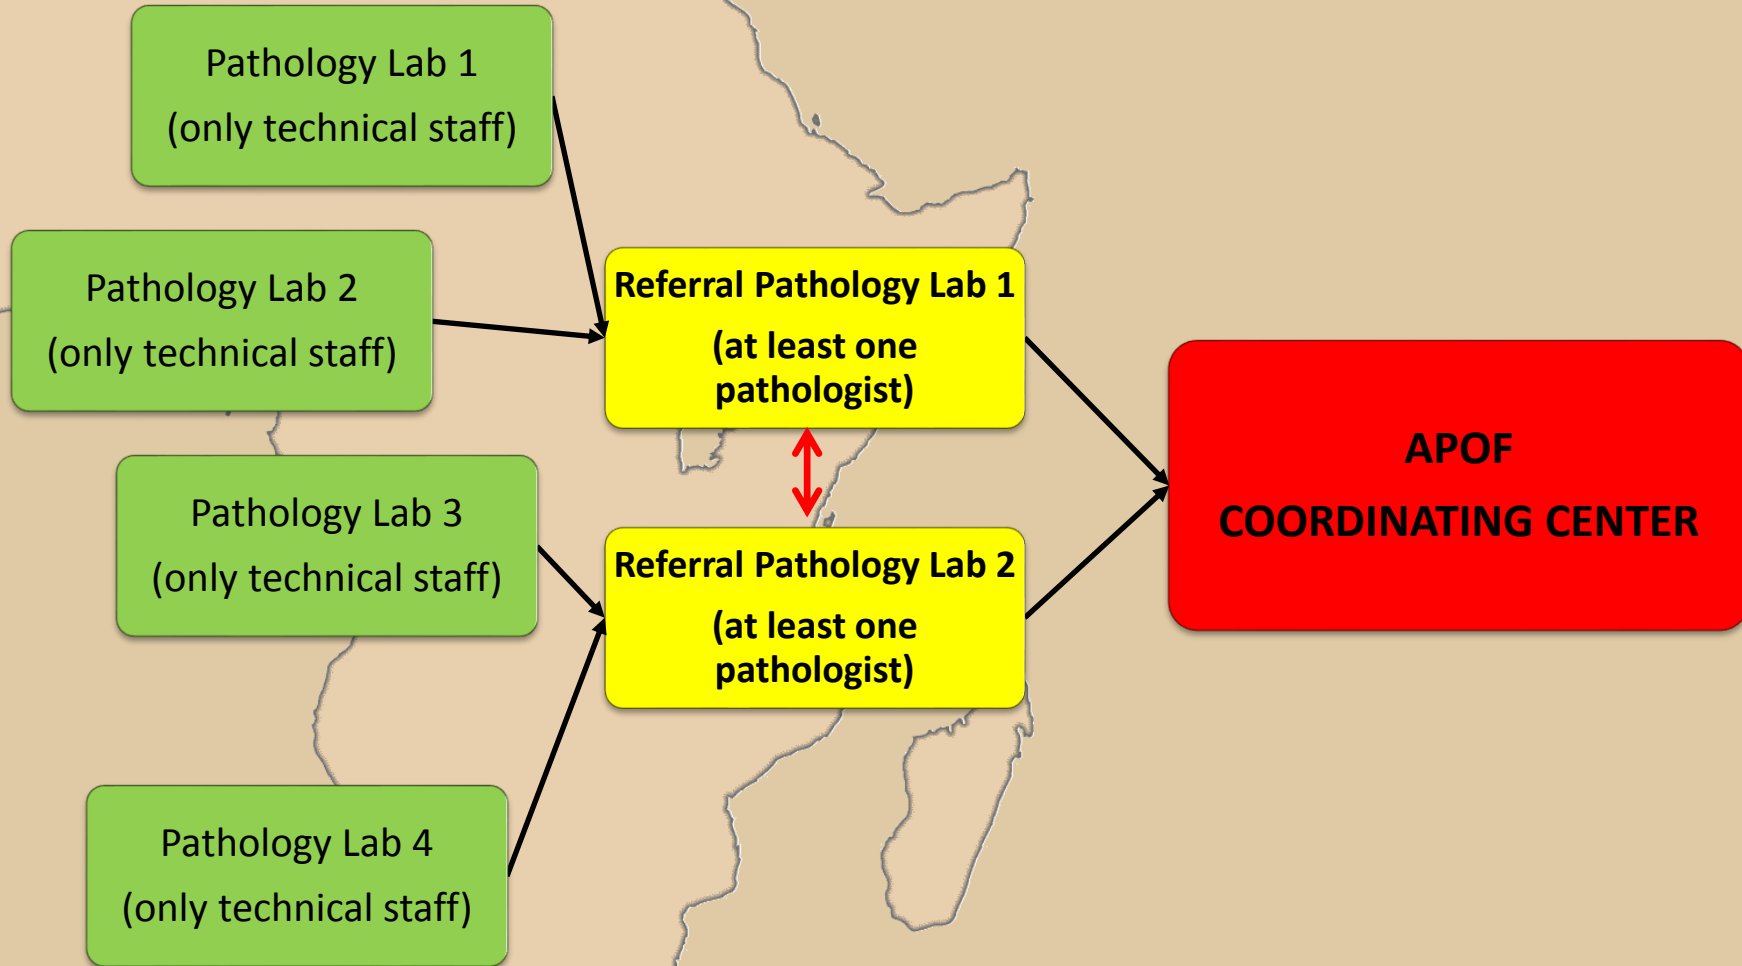 Pathology Lab 1
(only technical staff)
Pathology Lab 2
(only technical staff)
Pathology Lab 3
(only technical staff)
Pathology Lab 4
(only technical staff)
Referral Pathology Lab 1
(at least one
pathologist)
Referral Pathology Lab 2
(at least one
pathologist)
APOF
COORDINATING CENTER